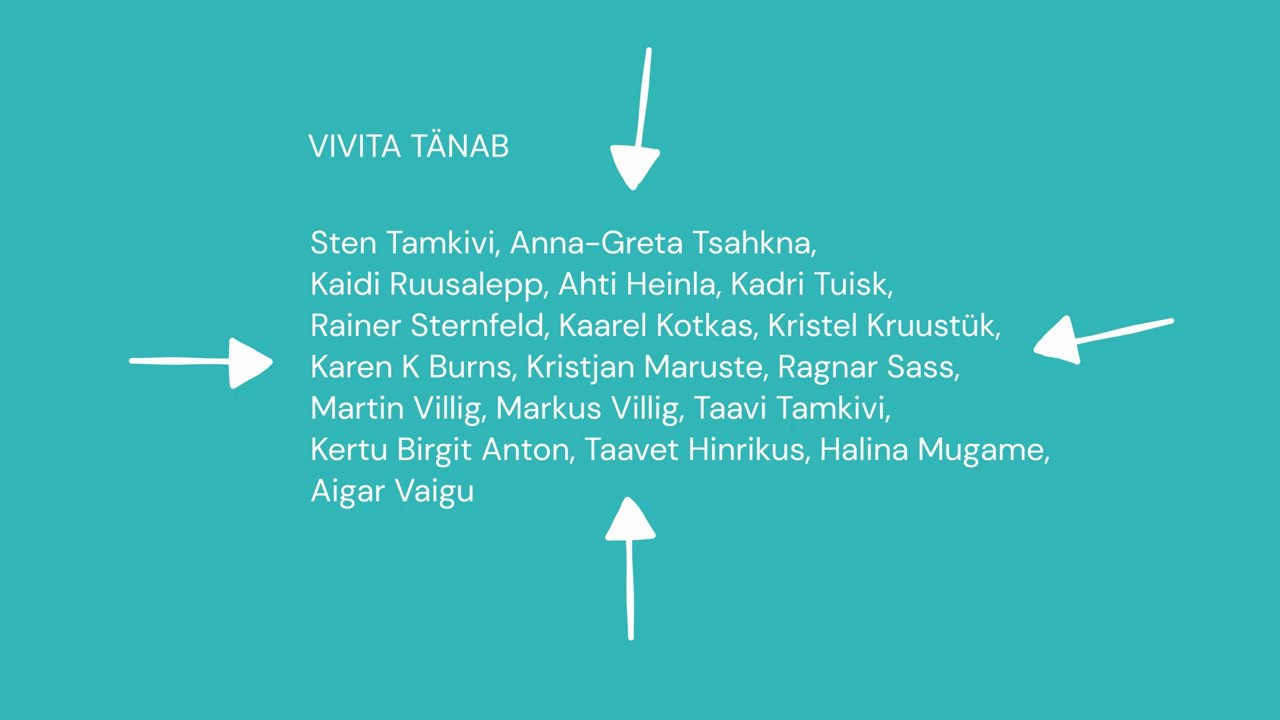 VIVITA TÄNAB
Sten Tamkivi, Anna-Greta Tsahkna,
Kaidi Ruusalepp, Ahti Heinla, Kadri Tuisk,
Rainer Sternfeld, Kaarel Kotkas, Kristel Kruustük,
Karen K Burns, Kristjan Maruste, Ragnar Sass,
Martin Villig, Markus Villig, Taavi Tamkivi,
Kertu Birgit Anton, Taavet Hinrikus, Halina Mugame,
Aigar Vaigu